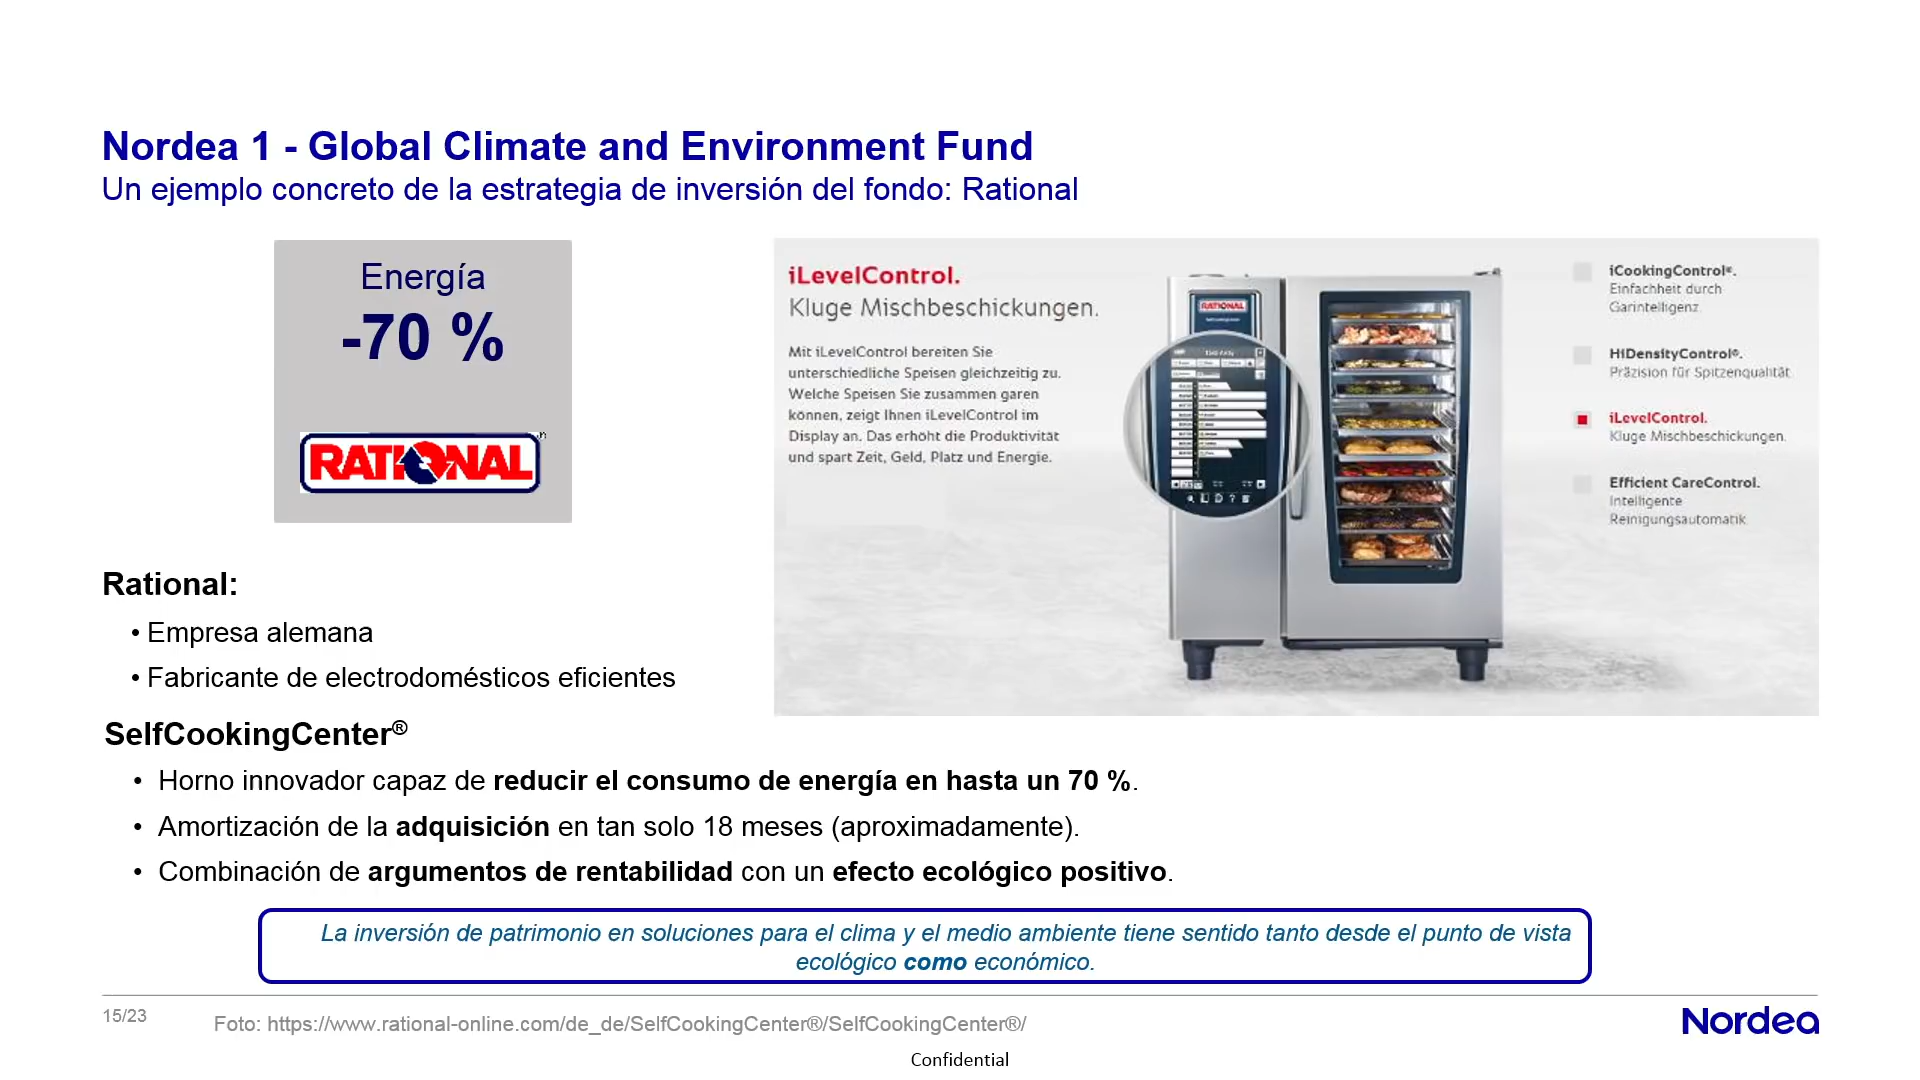 Nordea 1 - Global Climate and Environment Fund
Un ejemplo concreto de la estrategia de inversión del fondo: Rational
Energía
-70 %
RATIONAL
iLevelControl.
Kluge Mischbeschickungen.
Mit iLevelControl bereiten Sie
unterschiedliche Speisen gleichzeitig zu.
Welche Speisen Sie zusammen garen
können, zeigt Ihnen iLevelControl im
Display an. Das erhöht die Produktivität
und spart Zeit, Geld, Platz und Energie.
RATIONAL
iCookingControl®.
Einfachheit durch
Garintelligenz
HiDensityControl®.
Präzision für Spitzenqualität
iLevelControl.
Kluge Mischbeschickungen.
Efficient CareControl.
Intelligente
Reinigungsautomatik
Rational:
• Empresa alemana
• Fabricante de electrodomésticos eficientes
SelfCookingCenter®
• Horno innovador capaz de reducir el consumo de energía en hasta un 70 %.
• Amortización de la adquisición en tan solo 18 meses (aproximadamente).
• Combinación de argumentos de rentabilidad con un efecto ecológico positivo.
La inversión de patrimonio en soluciones para el clima y el medio ambiente tiene sentido tanto desde el punto de vista
ecológico como económico.
15/23
Foto: https://www.rational-online.com/de_de/SelfCookingCenter®/SelfCookingCenter®/
Nordea
Confidential